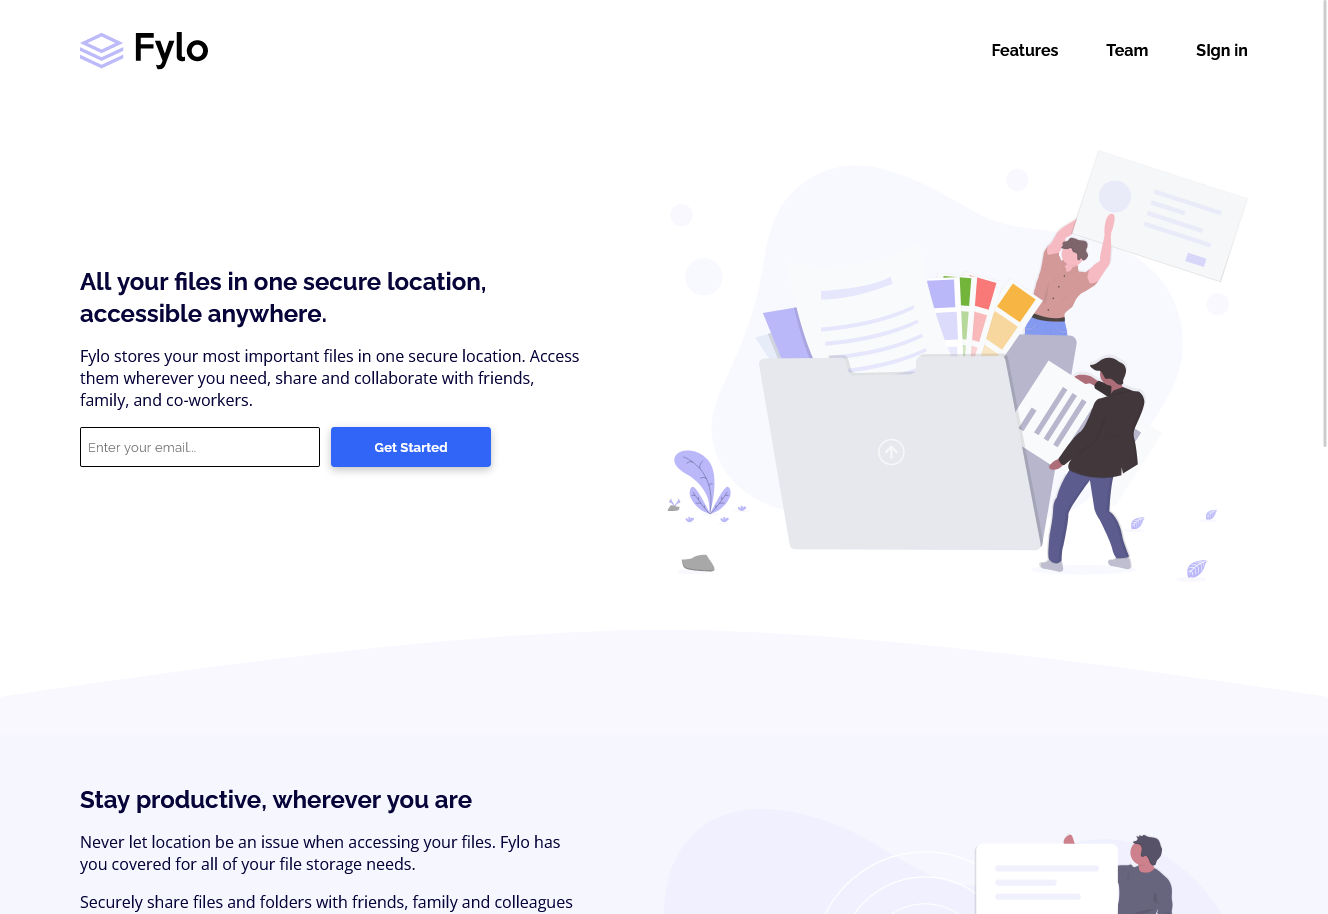 Fylo
Features
Team
SIgn in
All your files in one secure location,
accessible anywhere.
Fylo stores your most important files in one secure location. Access
them wherever you need, share and collaborate with friends,
family, and co-workers.
Enter your email...
Get Started
Stay productive, wherever you are
Never let location be an issue when accessing your files. Fylo has
you covered for all of your file storage needs.
Securely share files and folders with friends, family and colleagues